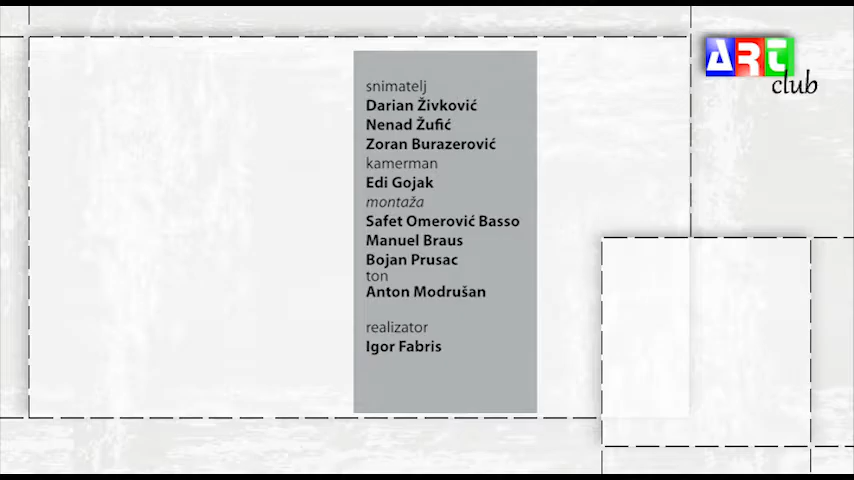 ART
club
snimatelj
Darian Živković
Nenad Žufić
Zoran Burazerović
kamerman
Edi Gojak
montaža
Safet Omerović Basso
Manuel Braus
Bojan Prusac
ton
Anton Modrušan
realizator
Igor Fabris